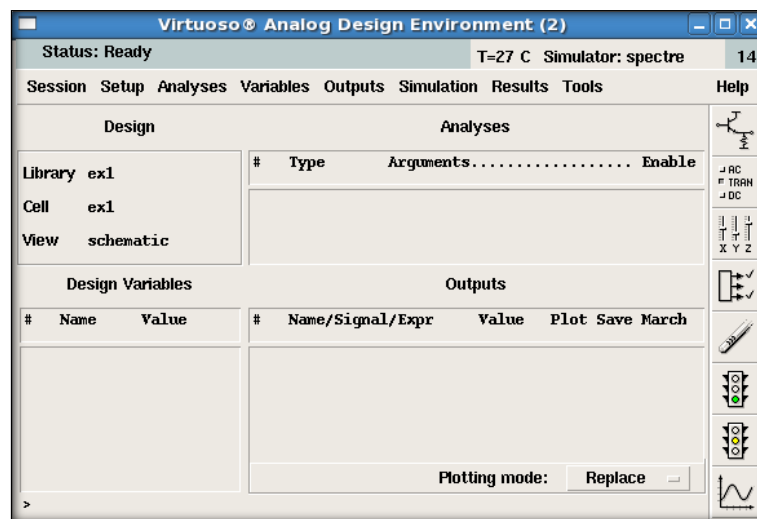 Virtuoso® Analog Design Environment (2)
Status: Ready
T=27 C Simulator: spectre 14
Session Setup Analyses Variables Outputs Simulation Results Tools Help
Design
Analyses
Library ex1
Cell ex1
View schematic
# Type Arguments.................. Enable
AC
TRAN
DC
X Y Z
Design Variables
Outputs
# Name Value
# Name/Signal/Expr Value Plot Save March
Plotting mode: Replace
>